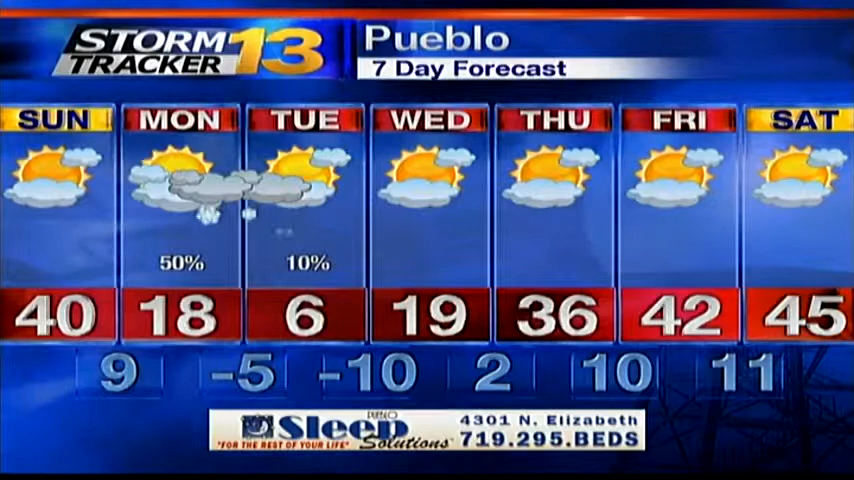 STORM TRACKER 13
Pueblo
7 Day Forecast
SUN MON TUE WED THU FRI SAT
50% 10%
40 18 6 19 36 42 45
9 -5 -10 2 10 11
PUEBLO
Sleep Solutions
"FOR THE REST OF YOUR LIFE"
4301 N. Elizabeth
719.295.BEDS